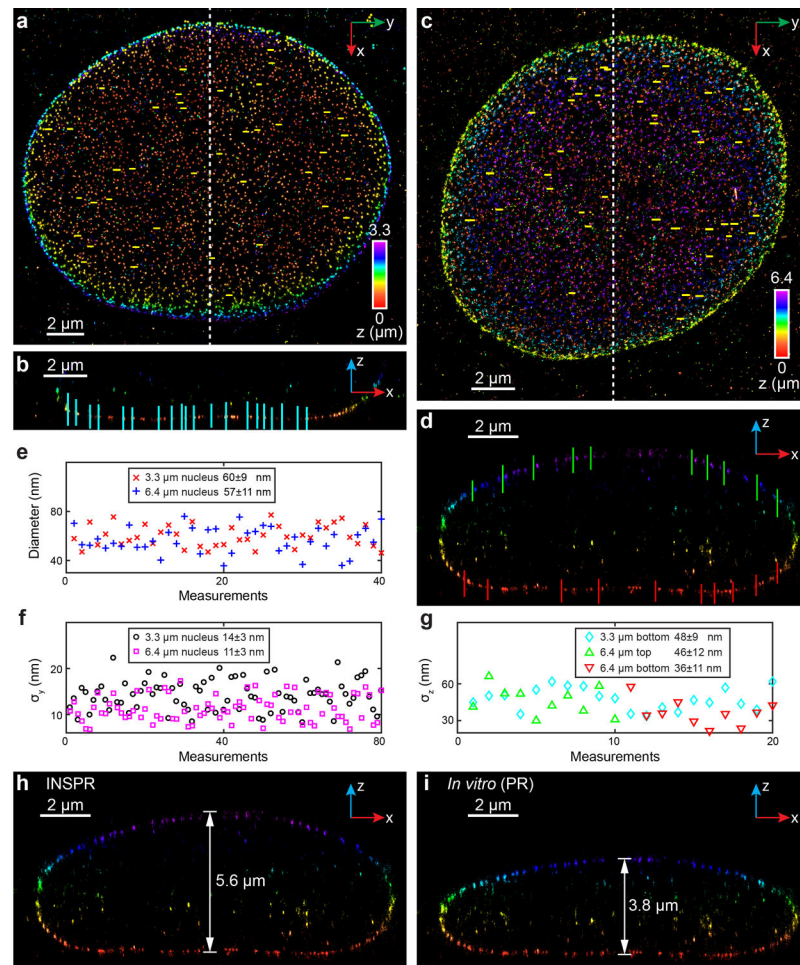 a
y
x
3.3
0
z (μm)
2 μm
c
y
x
6.4
0
z (μm)
2 μm
b
2 μm
z
x
d
2 μm
z
x
e
Diameter (nm)
80
40
× 3.3 μm nucleus 60±9 nm
+ 6.4 μm nucleus 57±11 nm
0 20 40
Measurements
f
σy (nm)
20
10
3.3 μm nucleus 14±3 nm
6.4 μm nucleus 11±3 nm
0 40 80
Measurements
g
σz (nm)
60
30
3.3 μm bottom 48±9 nm
6.4 μm top 46±12 nm
6.4 μm bottom 36±11 nm
0 10 20
Measurements
h INSPR
2 μm
z
x
5.6 μm
i In vitro (PR)
2 μm
z
x
3.8 μm